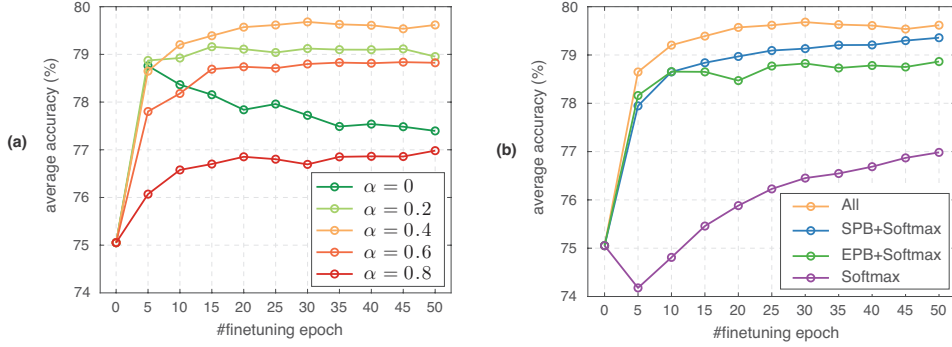 (a)
average accuracy (%)
80
79
78
77
76
75
74
0 5 10 15 20 25 30 35 40 45 50
#finetuning epoch
α = 0
α = 0.2
α = 0.4
α = 0.6
α = 0.8
(b)
average accuracy (%)
80
79
78
77
76
75
74
0 5 10 15 20 25 30 35 40 45 50
#finetuning epoch
All
SPB+Softmax
EPB+Softmax
Softmax